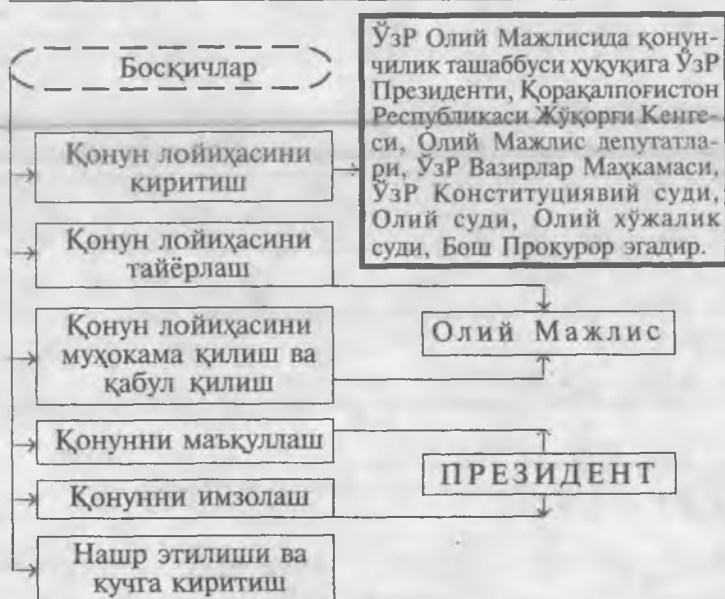 Босқичлар
ЎзР Олий Мажлисида қонун-
чилик ташаббуси ҳуқуқига ЎзР
Президенти, Қорақалпоғистон
Республикаси Жўқорғи Кенге-
си, Олий Мажлис депутатла-
ри, ЎзР Вазирлар Маҳкамаси,
ЎзР Конституциявий суди,
Олий суди, Олий хўжалик
суди, Бош Прокурор эгадир.
Қонун лойиҳасини
киритиш
Қонун лойиҳасини
тайёрлаш
Қонун лойиҳасини
муҳокама қилиш ва
қабул қилиш
Олий Мажлис
Қонунни маъқуллаш
Қонунни имзолаш
ПРЕЗИДЕНТ
Нашр этилиши ва
кучга киритиш